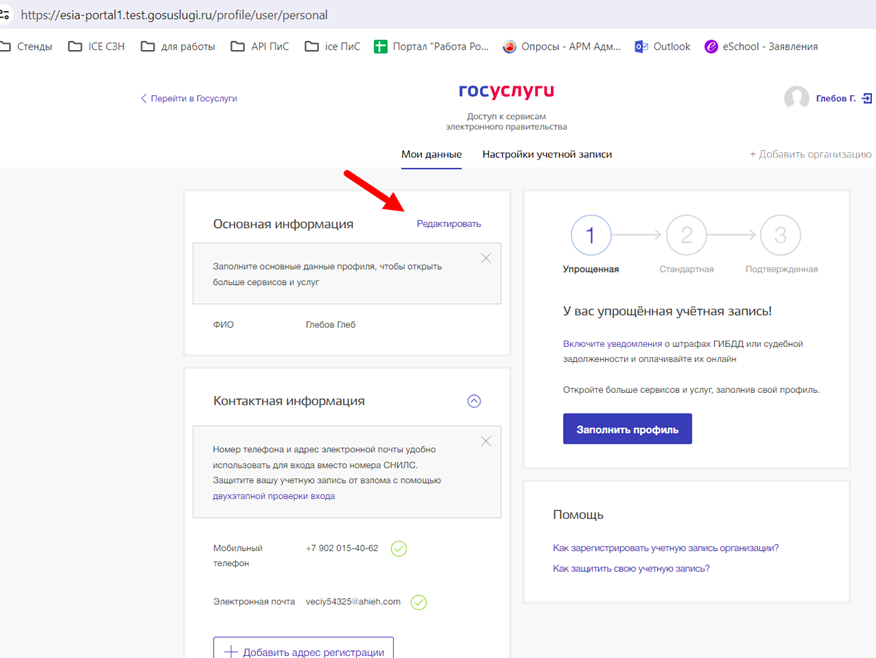 https://esia-portal1.test.gosuslugi.ru/profile/user/personal
Стенды ICE СЗН для работы API ПиС ice ПиС Портал "Работа Ро... Опросы - АРМ Адм... Outlook eSchool - Заявления
Перейти в Госуслуги
госуслуги
Доступ к сервисам
электронного правительства
Глебов Г.
Мои данные Настройки учетной записи + Добавить организацию
Основная информация Редактировать
Заполните основные данные профиля, чтобы открыть
больше сервисов и услуг
ФИО Глебов Глеб
Контактная информация
Номер телефона и адрес электронной почты удобно
использовать для входа вместо номера СНИЛС.
Защитите вашу учетную запись от взлома с помощью
двухэтапной проверки входа
Мобильный
телефон
+7 902 015-40-62
Электронная почта veciy54325@ahieh.com
Добавить адрес регистрации
1 2 3
Упрощенная Стандартная Подтвержденная
У вас упрощённая учётная запись!
Включите уведомления о штрафах ГИБДД или судебной
задолженности и оплачивайте их онлайн
Откройте больше сервисов и услуг, заполнив свой профиль.
Заполнить профиль
Помощь
Как зарегистрировать учетную запись организации?
Как защитить свою учетную запись?